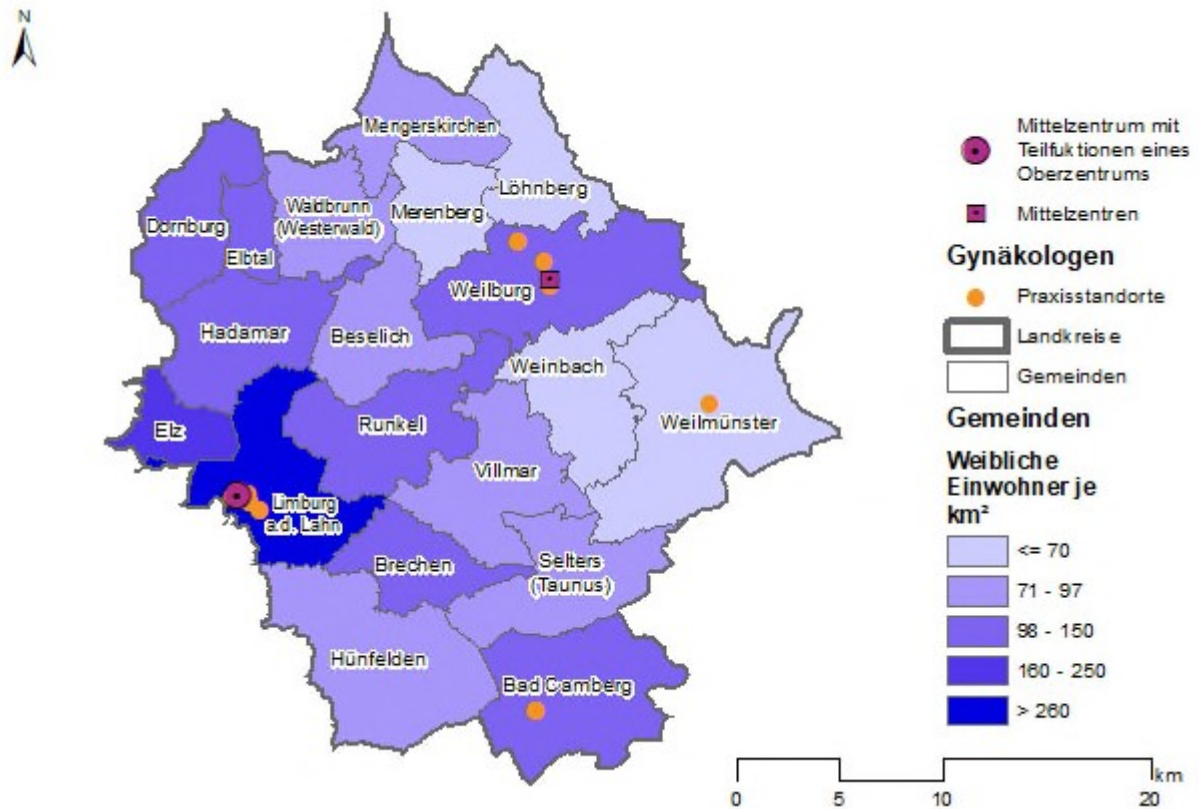 N
Mengerskirchen
Löhnberg
Waldbrunn
(Westerwald)
Merenberg
Dornburg
Elbtal
Weilburg
Hadamar
Beselich
Weinbach
Elz
Runkel
Weilmünster
Villmar
Limburg
a.d. Lahn
Brechen
Selters
(Taunus)
Hünfelden
Bad Camberg
Mittelzentrum mit
Teilfuktionen eines
Oberzentrums
Mittelzentren
Gynäkologen
Praxisstandorte
Landkreise
Gemeinden
Gemeinden
Weibliche
Einwohner je
km²
<= 70
71 - 97
98 - 150
160 - 250
> 260
km
0 5 10 20